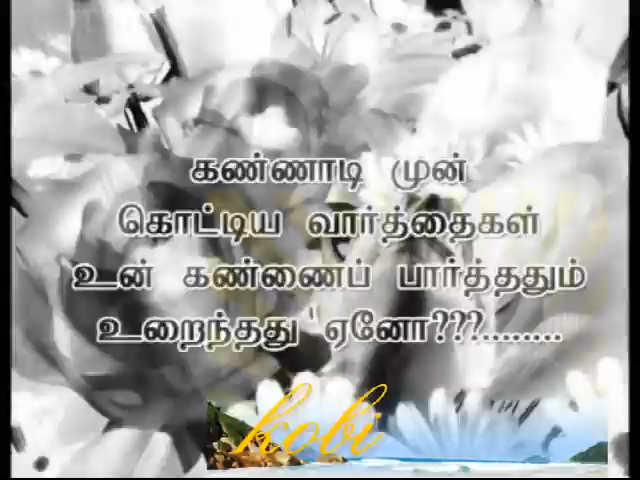 கண்ணாடி முன்
கொட்டிய வார்த்தைகள்
உன் கண்ணைப் பார்த்ததும்
உறைந்தது ஏனோ???........
kobi